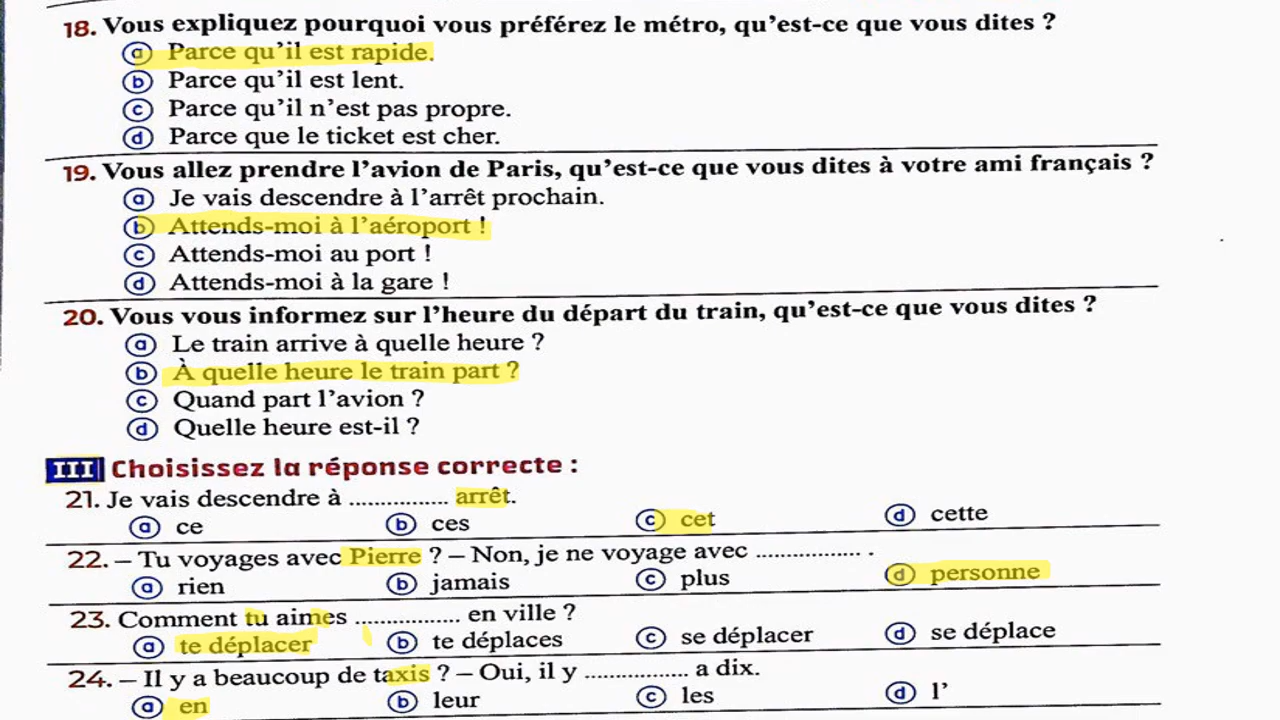 18. Vous expliquez pourquoi vous préférez le métro, qu'est-ce que vous dites ?
a Parce qu'il est rapide.
b Parce qu'il est lent.
c Parce qu'il n'est pas propre.
d Parce que le ticket est cher.
19. Vous allez prendre l'avion de Paris, qu'est-ce que vous dites à votre ami français ?
a Je vais descendre à l'arrêt prochain.
b Attends-moi à l'aéroport !
c Attends-moi au port !
d Attends-moi à la gare !
20. Vous vous informez sur l'heure du départ du train, qu'est-ce que vous dites ?
a Le train arrive à quelle heure ?
b À quelle heure le train part ?
c Quand part l'avion ?
d Quelle heure est-il ?
III Choisissez la réponse correcte :
21. Je vais descendre à ................ arrêt.
a ce b ces c cet d cette
22. – Tu voyages avec Pierre ? – Non, je ne voyage avec ................. .
a rien b jamais c plus d personne
23. Comment tu aimes ................. en ville ?
a te déplacer b te déplaces c se déplacer d se déplace
24. – Il y a beaucoup de taxis ? – Oui, il y ................. a dix.
a en b leur c les d l'